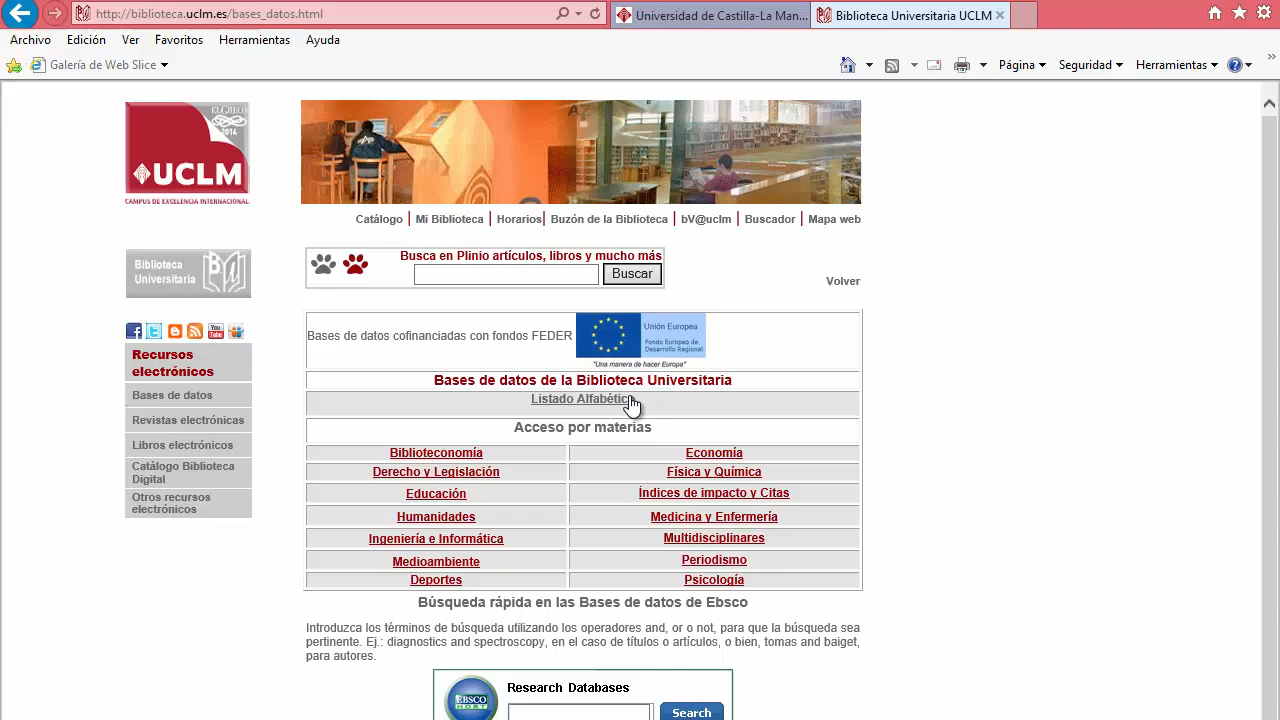 http://biblioteca.uclm.es/bases_datos.html
Universidad de Castilla-La Man...
Biblioteca Universitaria UCLM
Archivo Edición Ver Favoritos Herramientas Ayuda
Galería de Web Slice
Página Seguridad Herramientas
EL GRECO
2014
UCLM
CAMPUS DE EXCELENCIA INTERNACIONAL
Catálogo | Mi Biblioteca | Horarios| Buzón de la Biblioteca | bV@uclm | Buscador | Mapa web
Biblioteca
Universitaria
Busca en Plinio artículos, libros y mucho más
Buscar
Volver
Recursos
electrónicos
Bases de datos
Revistas electrónicas
Libros electrónicos
Catálogo Biblioteca
Digital
Otros recursos
electrónicos
Bases de datos cofinanciadas con fondos FEDER
Unión Europea
Fondo Europeo de
Desarrollo Regional
"Una manera de hacer Europa"
Bases de datos de la Biblioteca Universitaria
Listado Alfabétic
Acceso por materias
Biblioteconomía Economía
Derecho y Legislación Física y Química
Educación Índices de impacto y Citas
Humanidades Medicina y Enfermería
Ingeniería e Informática Multidisciplinares
Medioambiente Periodismo
Deportes Psicología
Búsqueda rápida en las Bases de datos de Ebsco
Introduzca los términos de búsqueda utilizando los operadores and, or o not, para que la búsqueda sea
pertinente. Ej.: diagnostics and spectroscopy, en el caso de títulos o artículos, o bien, tomas and baiget,
para autores.
EBSCO
HOST
Research Databases
Search